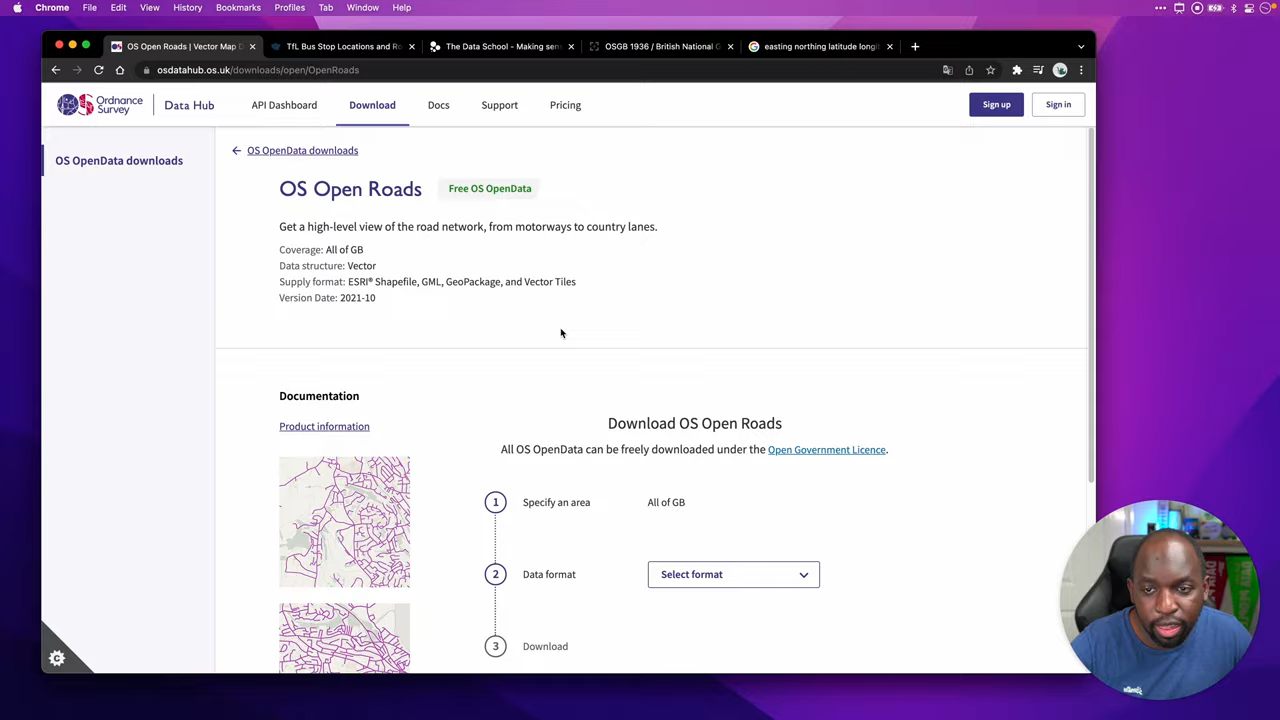 Chrome File Edit View History Bookmarks Profiles Tab Window Help
OS Open Roads | Vector Map D
TfL Bus Stop Locations and Ro
The Data School - Making sen
OSGB 1936 / British National G
easting northing latitude longit
osdatahub.os.uk/downloads/open/OpenRoads
Ordnance Survey
Data Hub
API Dashboard
Download
Docs
Support
Pricing
Sign up
Sign in
OS OpenData downloads
OS OpenData downloads
OS Open Roads
Free OS OpenData
Get a high-level view of the road network, from motorways to country lanes.
Coverage: All of GB
Data structure: Vector
Supply format: ESRI® Shapefile, GML, GeoPackage, and Vector Tiles
Version Date: 2021-10
Documentation
Product information
Download OS Open Roads
All OS OpenData can be freely downloaded under the Open Government Licence.
1 Specify an area All of GB
2 Data format Select format
3 Download